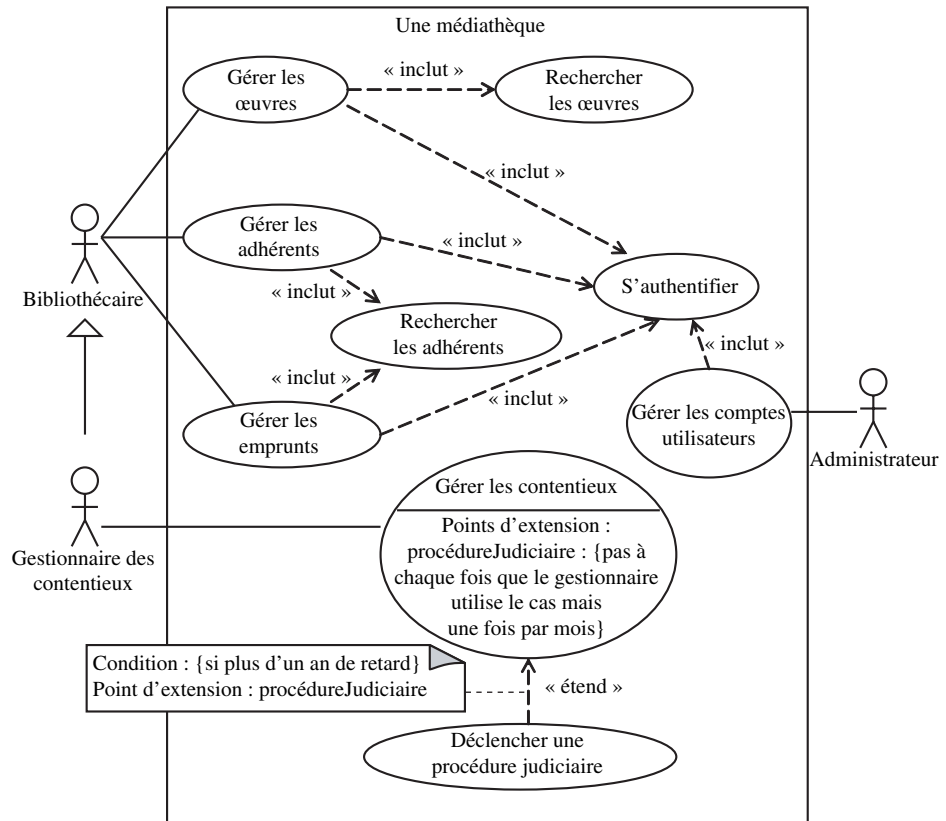 Une médiathèque
Gérer les
œuvres
« inclut »
Rechercher
les œuvres
« inclut »
Gérer les
adhérents
« inclut »
S'authentifier
Bibliothécaire
« inclut »
Rechercher
les adhérents
« inclut »
« inclut »
« inclut »
Gérer les
emprunts
Gérer les comptes
utilisateurs
Administrateur
Gérer les contentieux
Points d'extension :
procédureJudiciaire : {pas à
chaque fois que le gestionnaire
utilise le cas mais
une fois par mois}
Gestionnaire des
contentieux
Condition : {si plus d'un an de retard}
Point d'extension : procédureJudiciaire
« étend »
Déclencher une
procédure judiciaire